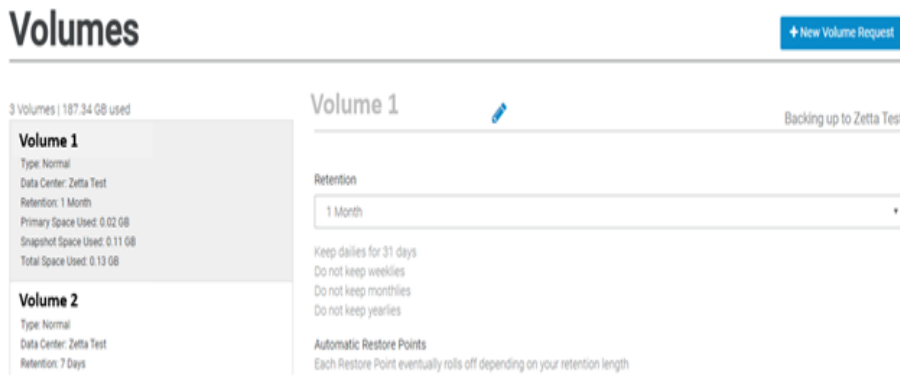 Volumes
+ New Volume Request
3 Volumes | 187.34 GB used
Volume 1
Type: Normal
Data Center: Zetta Test
Retention: 1 Month
Primary Space Used: 0.02 GB
Snapshot Space Used: 0.11 GB
Total Space Used: 0.13 GB
Volume 2
Type: Normal
Data Center: Zetta Test
Retention: 7 Days
Volume 1
Backing up to Zetta Test
Retention
1 Month
Keep dailies for 31 days
Do not keep weeklies
Do not keep monthlies
Do not keep yearlies
Automatic Restore Points
Each Restore Point eventually rolls off depending on your retention length